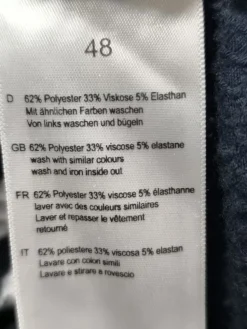 48
D 62% Polyester 33% Viskose 5% Elasthan
Mit ähnlichen Farben waschen
Von links waschen und bügeln
GB 62% Polyester 33% viscose 5% elastane
wash with similar colours
wash and iron inside out
FR 62% Polyester 33% viscose 5% élasthanne
laver avec des couleurs similaires
Laver et repasser le vêtement
retourné
IT 62% poliestere 33% viscosa 5% elastan
Lavare con colori simili
Lavare e stirare a rovescio